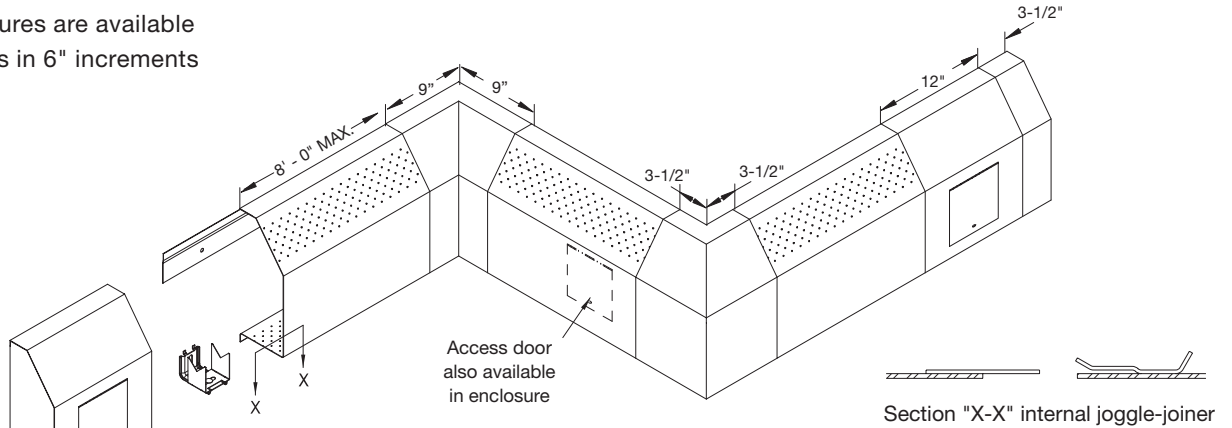 ures are available
s in 6" increments
8' - 0" MAX.
9”
9”
3-1/2"
3-1/2"
12"
3-1/2"
X
X
Access door
also available
in enclosure
Section "X-X" internal joggle-joiner